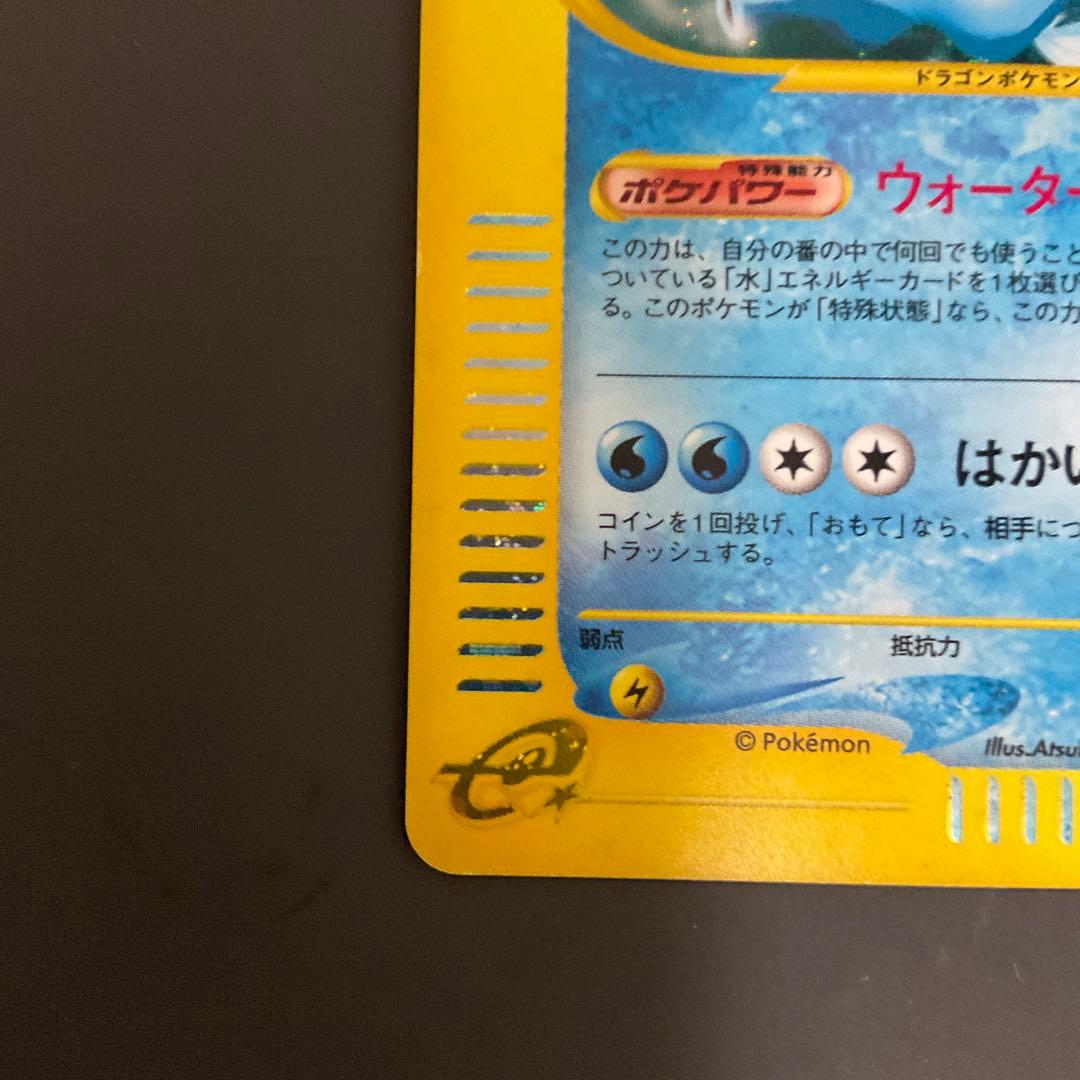 ドラゴンポケモン
特殊能力
ポケパワー ウォーター
この力は、自分の番の中で何回でも使うこと
ついている「水」エネルギーカードを1枚選び
る。このポケモンが「特殊状態」なら、この力
はかい
コインを1回投げ、「おもて」なら、相手につ
トラッシュする。
弱点 抵抗力
© Pokémon Illus.Atsu
e